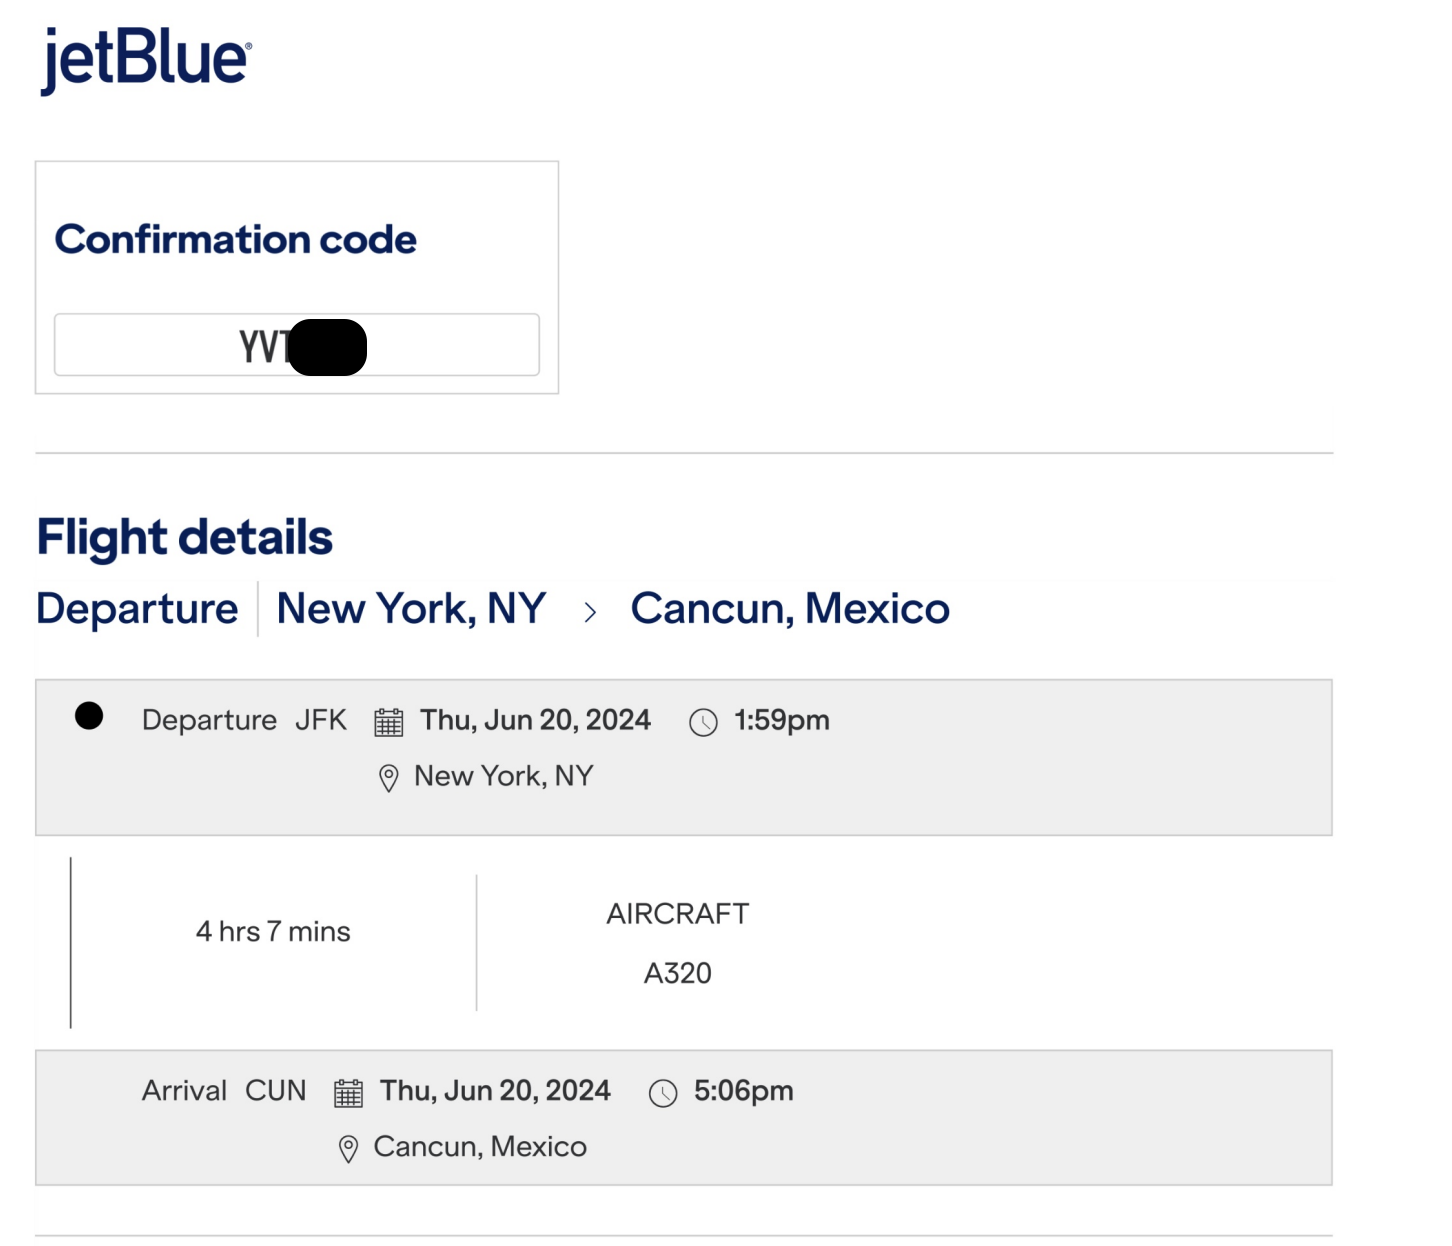 jetBlue®
Confirmation code
YVT
Flight details
Departure New York, NY > Cancun, Mexico
Departure JFK Thu, Jun 20, 2024 1:59pm
New York, NY
4 hrs 7 mins
AIRCRAFT
A320
Arrival CUN Thu, Jun 20, 2024 5:06pm
Cancun, Mexico